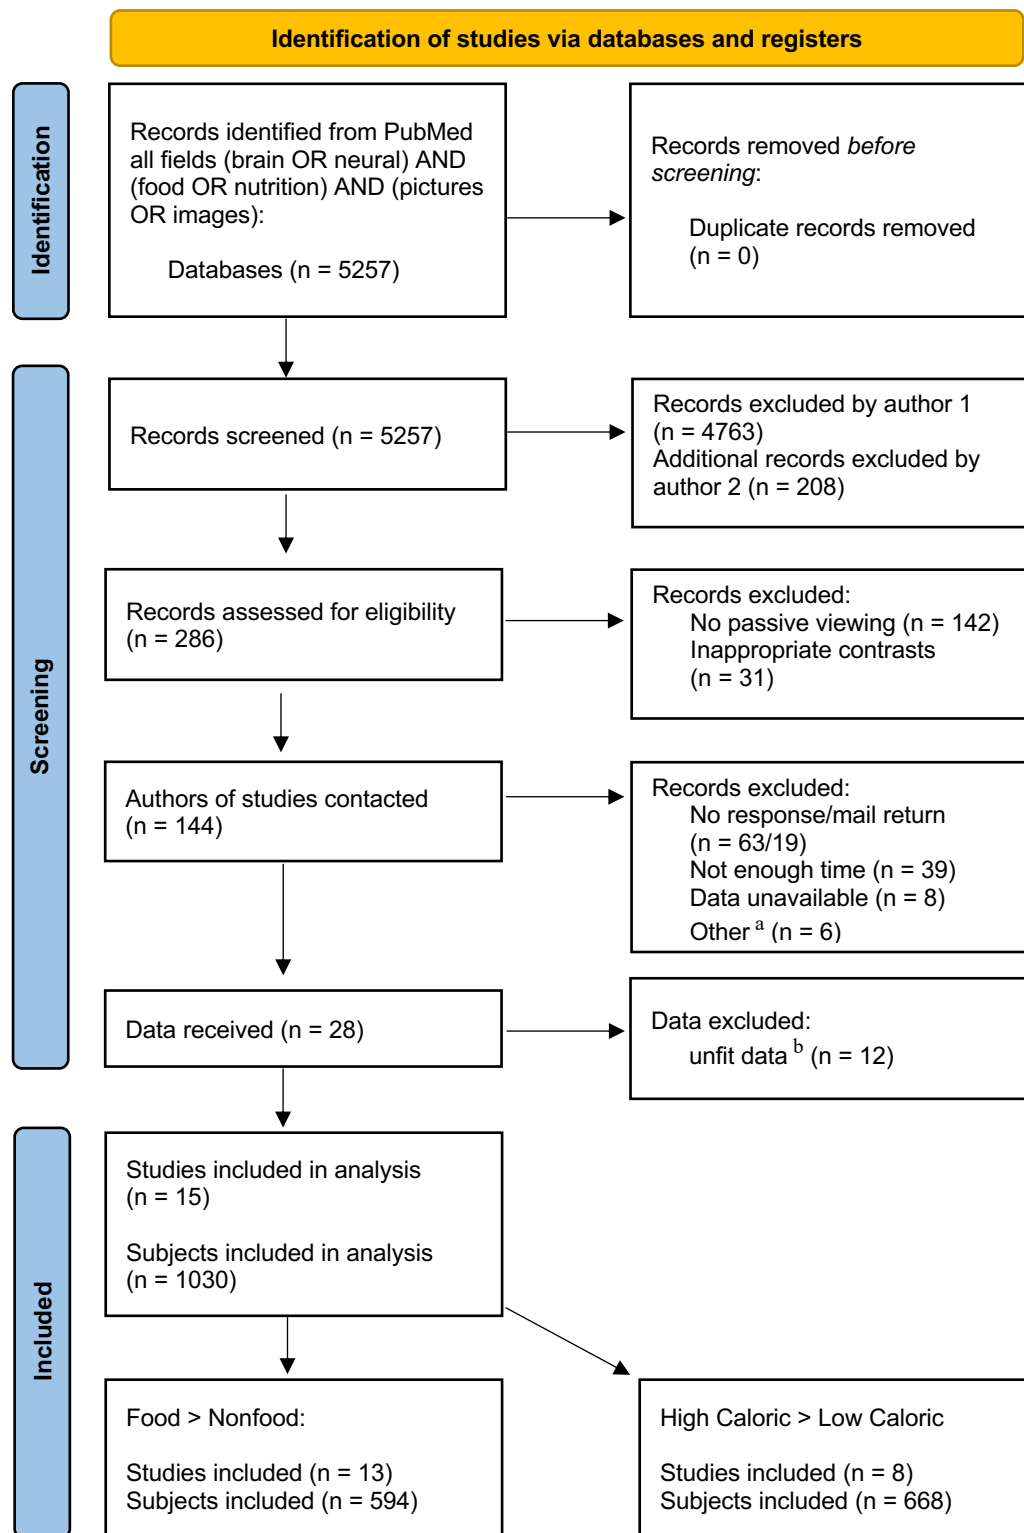 Identification of studies via databases and registers
Identification
Records identified from PubMed
all fields (brain OR neural) AND
(food OR nutrition) AND (pictures
OR images):
Databases (n = 5257)
Records removed before
screening:
Duplicate records removed
(n = 0)
Screening
Records screened (n = 5257)
Records excluded by author 1
(n = 4763)
Additional records excluded by
author 2 (n = 208)
Records assessed for eligibility
(n = 286)
Records excluded:
No passive viewing (n = 142)
Inappropriate contrasts
(n = 31)
Authors of studies contacted
(n = 144)
Records excluded:
No response/mail return
(n = 63/19)
Not enough time (n = 39)
Data unavailable (n = 8)
Other a (n = 6)
Data received (n = 28)
Data excluded:
unfit data b (n = 12)
Included
Studies included in analysis
(n = 15)
Subjects included in analysis
(n = 1030)
Food > Nonfood:
Studies included (n = 13)
Subjects included (n = 594)
High Caloric > Low Caloric
Studies included (n = 8)
Subjects included (n = 668)